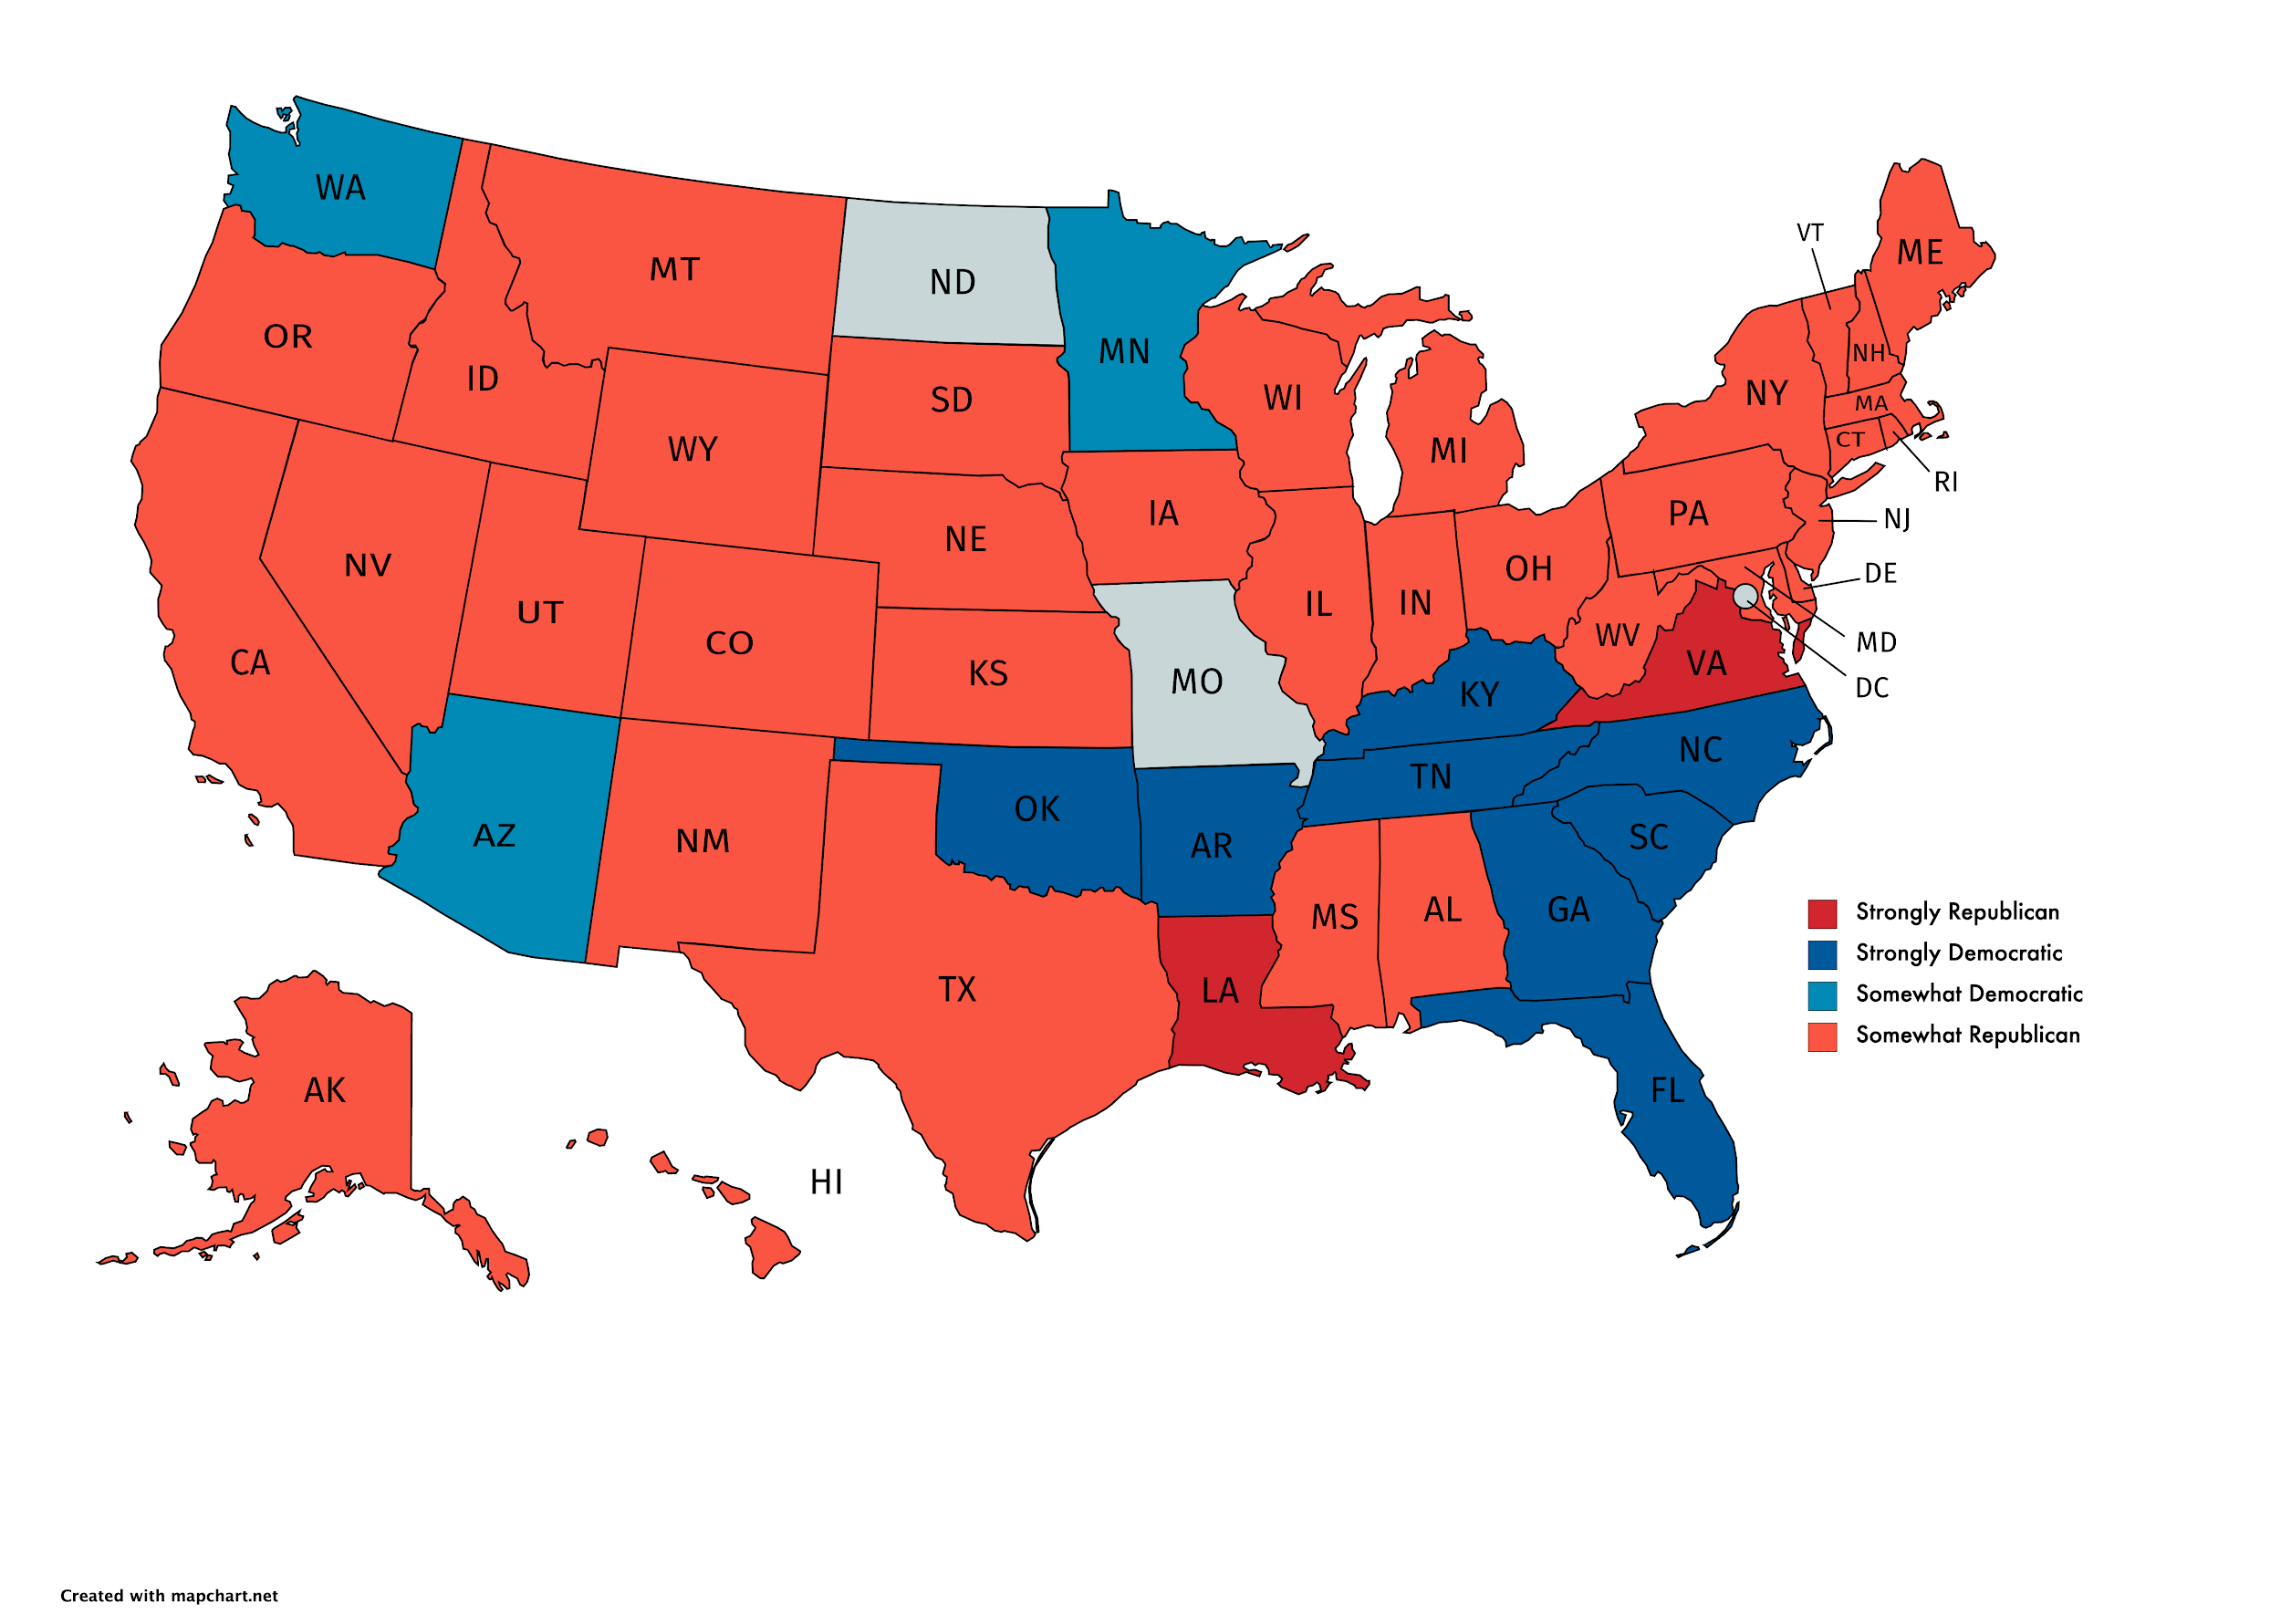 WA
OR
ID
MT
ND
MN
SD
WY
WI
MI
VT
ME
NH
NY
MA
CT
RI
NV
UT
CA
CO
NE
IA
KS
MO
IL
IN
OH
PA
NJ
DE
WV
VA
MD
DC
KY
AZ
NM
OK
AR
TN
NC
SC
TX
LA
MS
AL
GA
FL
AK
HI
Strongly Republican
Strongly Democratic
Somewhat Democratic
Somewhat Republican
Created with mapchart.net